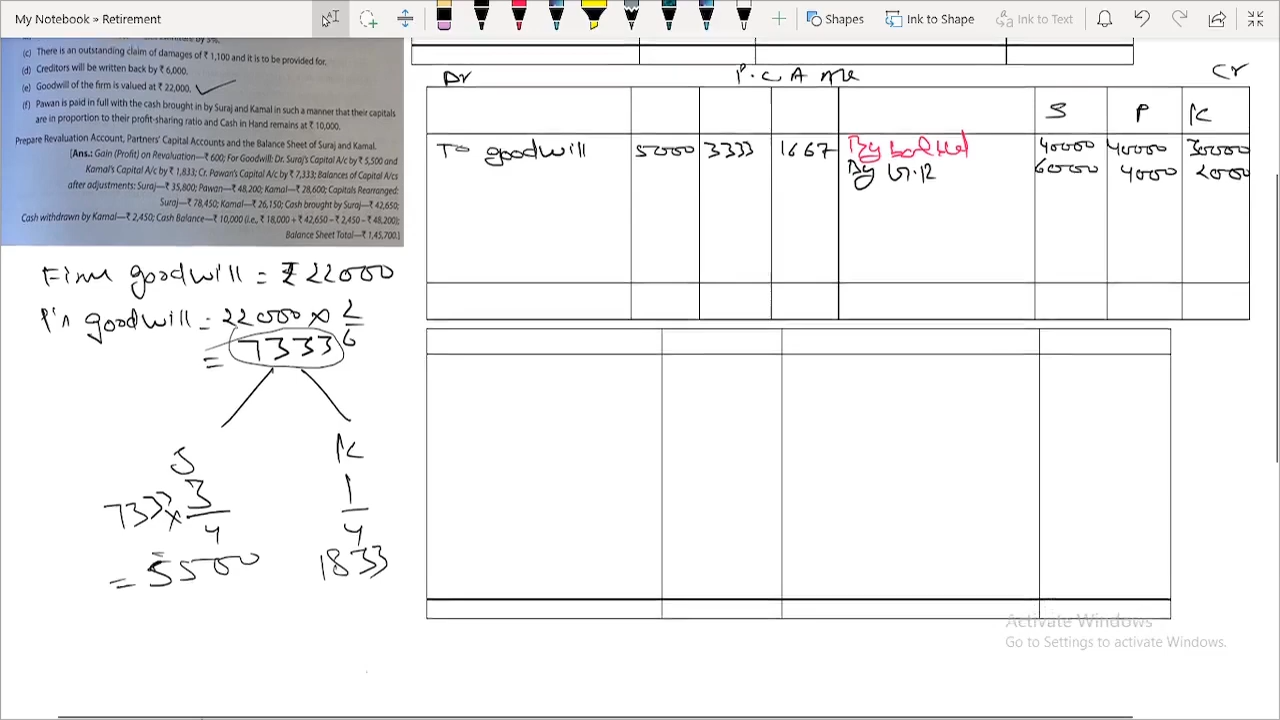 My Notebook » Retirement
Shapes
Ink to Shape
Ink to Text
(c) There is an outstanding claim of damages of ₹ 1,100 and it is to be provided for.
(d) Creditors will be written back by ₹ 6,000.
(e) Goodwill of the firm is valued at ₹ 22,000.
(f) Pawan is paid in full with the cash brought in by Suraj and Kamal in such a manner that their capitals
are in proportion to their profit-sharing ratio and Cash in Hand remains at ₹ 10,000.
Prepare Revaluation Account, Partners' Capital Accounts and the Balance Sheet of Suraj and Kamal.
[Ans.: Gain (Profit) on Revaluation—₹ 600; For Goodwill: Dr. Suraj's Capital A/c by ₹ 5,500 and
Kamal's Capital A/c by ₹ 1,833; Cr. Pawan's Capital A/c by ₹ 7,333; Balances of Capital A/cs
after adjustments: Suraj—₹ 35,800; Pawan—₹ 48,200; Kamal—₹ 28,600; Capitals Rearranged:
Suraj—₹ 78,450; Kamal—₹ 26,150; Cash brought by Suraj—₹ 42,650;
Cash withdrawn by Kamal—₹ 2,450; Cash Balance—₹ 10,000 (i.e., ₹ 18,000 + ₹ 42,650 – ₹ 2,450 – ₹ 48,200);
Balance Sheet Total—₹ 1,45,700.]
Firm goodwill = ₹ 22000
P's goodwill = 22000 × 2/6
= 7333
S K
7333 × 3/4 1/4
= 5500 1833
Dr P.C A Cr
S P K
To goodwill 5000 3333 1667 By 40000 40000 30000
By G.R 6000 4000 2000
Activate Windows
Go to Settings to activate Windows.